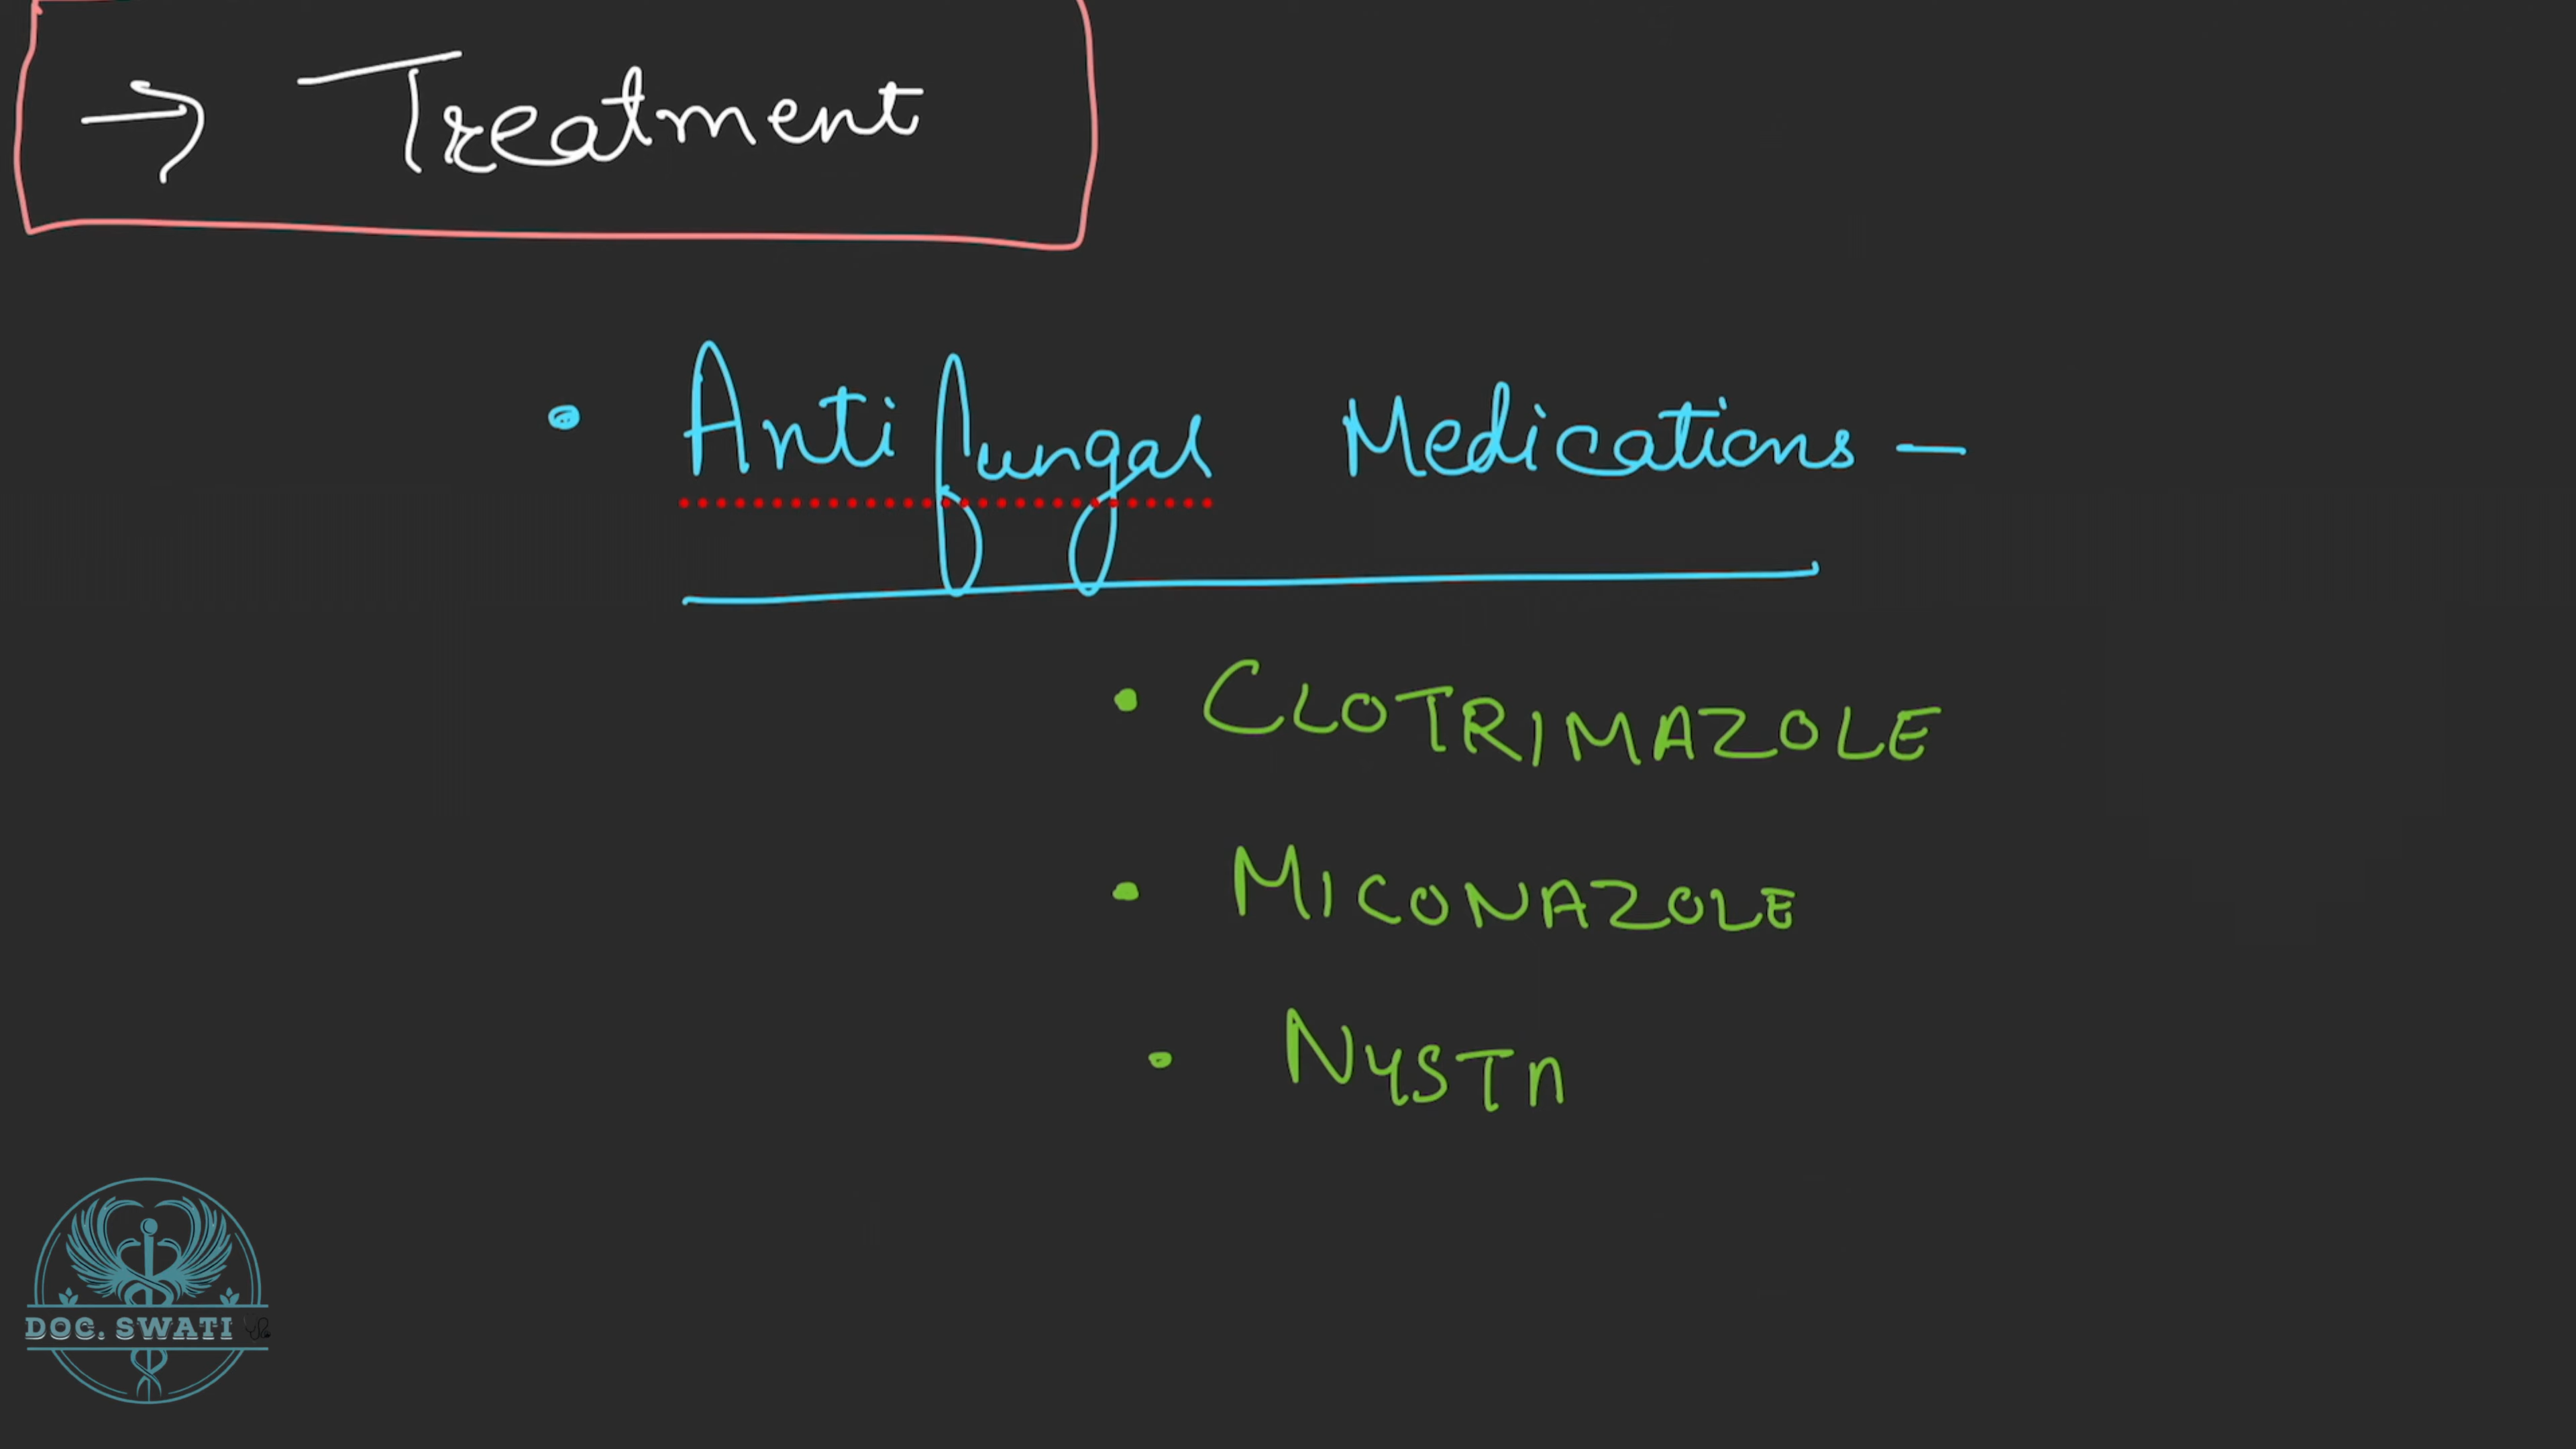 → Treatment
• Antifungal Medications —
• CLOTRIMAZOLE
• MICONAZOLE
• NYSTn
DOC. SWATI